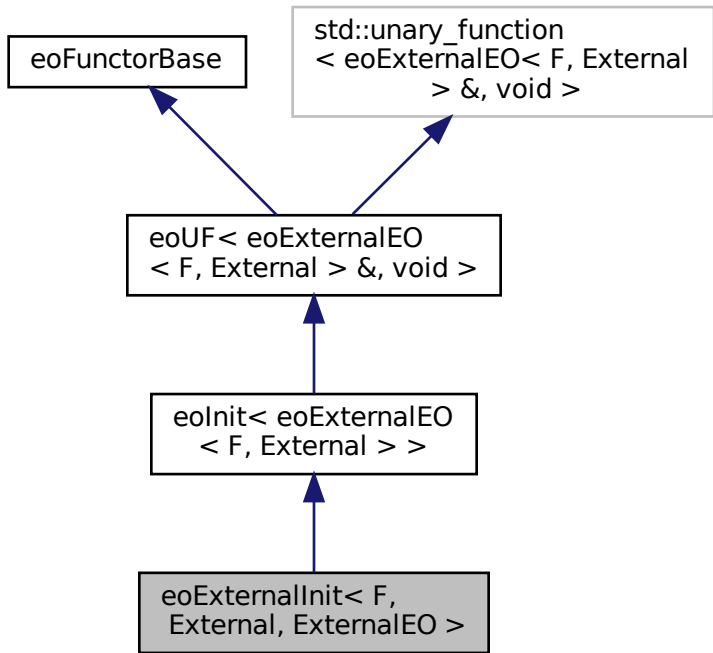 eoFunctorBase
std::unary_function
< eoExternalEO< F, External
> &, void >
eoUF< eoExternalEO
< F, External > &, void >
eoInit< eoExternalEO
< F, External > >
eoExternalInit< F,
External, ExternalEO >